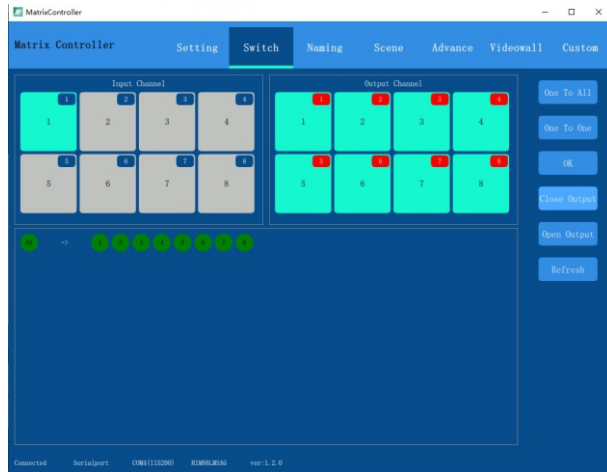 MatrixController
Matrix Controller
Setting Switch Naming Scene Advance Videowall Custom
Input Channel
1 2 3 4
1 2 3 4
5 6 7 8
5 6 7 8
Output Channel
1 2 3 4
1 2 3 4
5 6 7 8
5 6 7 8
One To All
One To One
OK
Close Output
Open Output
Refresh
01 -> 1 2 3 4 5 6 7 8
Connected Serialport COM4(115200) ver:1.2.0